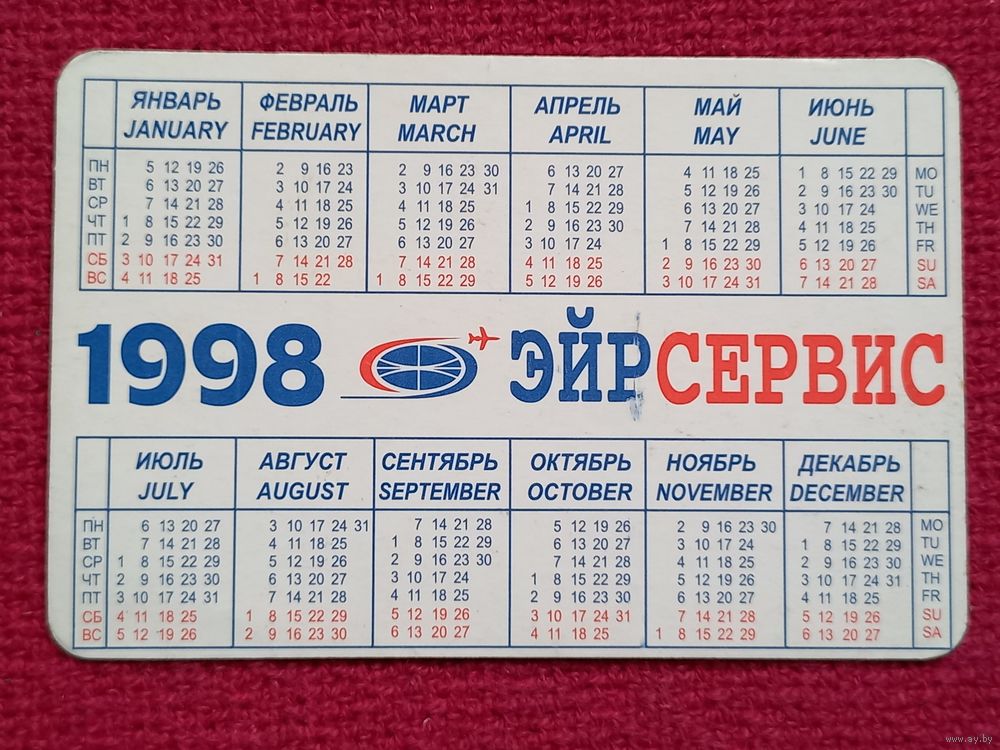 ЯНВАРЬ ФЕВРАЛЬ МАРТ АПРЕЛЬ МАЙ ИЮНЬ
JANUARY FEBRUARY MARCH APRIL MAY JUNE
ПН 5 12 19 26 2 9 16 23 2 9 16 23 30 6 13 20 27 4 11 18 25 1 8 15 22 29 MO
ВТ 6 13 20 27 3 10 17 24 3 10 17 24 31 7 14 21 28 5 12 19 26 2 9 16 23 30 TU
СР 7 14 21 28 4 11 18 25 4 11 18 25 1 8 15 22 29 6 13 20 27 3 10 17 24 WE
ЧТ 1 8 15 22 29 5 12 19 26 5 12 19 26 2 9 16 23 30 7 14 21 28 4 11 18 25 TH
ПТ 2 9 16 23 30 6 13 20 27 6 13 20 27 3 10 17 24 1 8 15 22 29 5 12 19 26 FR
СБ 3 10 17 24 31 7 14 21 28 7 14 21 28 4 11 18 25 2 9 16 23 30 6 13 20 27 SU
ВС 4 11 18 25 1 8 15 22 1 8 15 22 29 5 12 19 26 3 10 17 24 31 7 14 21 28 SA
1998 ЭЙРСЕРВИС
ИЮЛЬ АВГУСТ СЕНТЯБРЬ ОКТЯБРЬ НОЯБРЬ ДЕКАБРЬ
JULY AUGUST SEPTEMBER OCTOBER NOVEMBER DECEMBER
ПН 6 13 20 27 3 10 17 24 31 7 14 21 28 5 12 19 26 2 9 16 23 30 7 14 21 28 MO
ВТ 7 14 21 28 4 11 18 25 1 8 15 22 29 6 13 20 27 3 10 17 24 1 8 15 22 29 TU
СР 1 8 15 22 29 5 12 19 26 2 9 16 23 30 7 14 21 28 4 11 18 25 2 9 16 23 30 WE
ЧТ 2 9 16 23 30 6 13 20 27 3 10 17 24 1 8 15 22 29 5 12 19 26 3 10 17 24 31 TH
ПТ 3 10 17 24 31 7 14 21 28 4 11 18 25 2 9 16 23 30 6 13 20 27 4 11 18 25 FR
СБ 4 11 18 25 1 8 15 22 29 5 12 19 26 3 10 17 24 31 7 14 21 28 5 12 19 26 SU
ВС 5 12 19 26 2 9 16 23 30 6 13 20 27 4 11 18 25 1 8 15 22 29 6 13 20 27 SA
www.ay.by